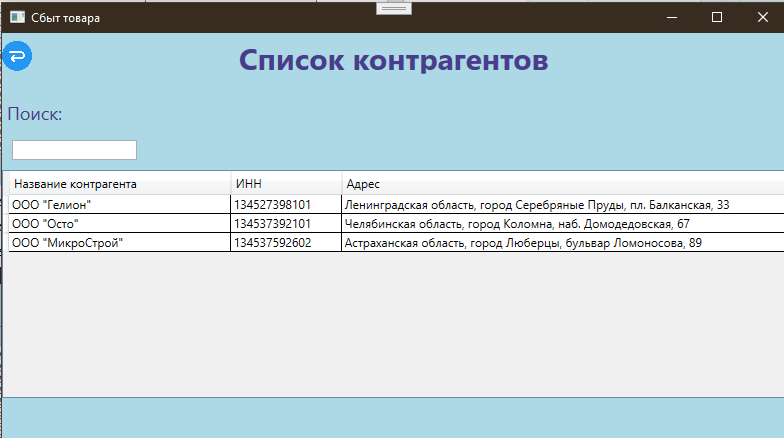 Сбыт товара
Список контрагентов
Поиск:
Название контрагента ИНН Адрес
ООО "Гелион" 134527398101 Ленинградская область, город Серебряные Пруды, пл. Балканская, 33
ООО "Осто" 134537392101 Челябинская область, город Коломна, наб. Домодедовская, 67
ООО "МикроСтрой" 134537592602 Астраханская область, город Люберцы, бульвар Ломоносова, 89